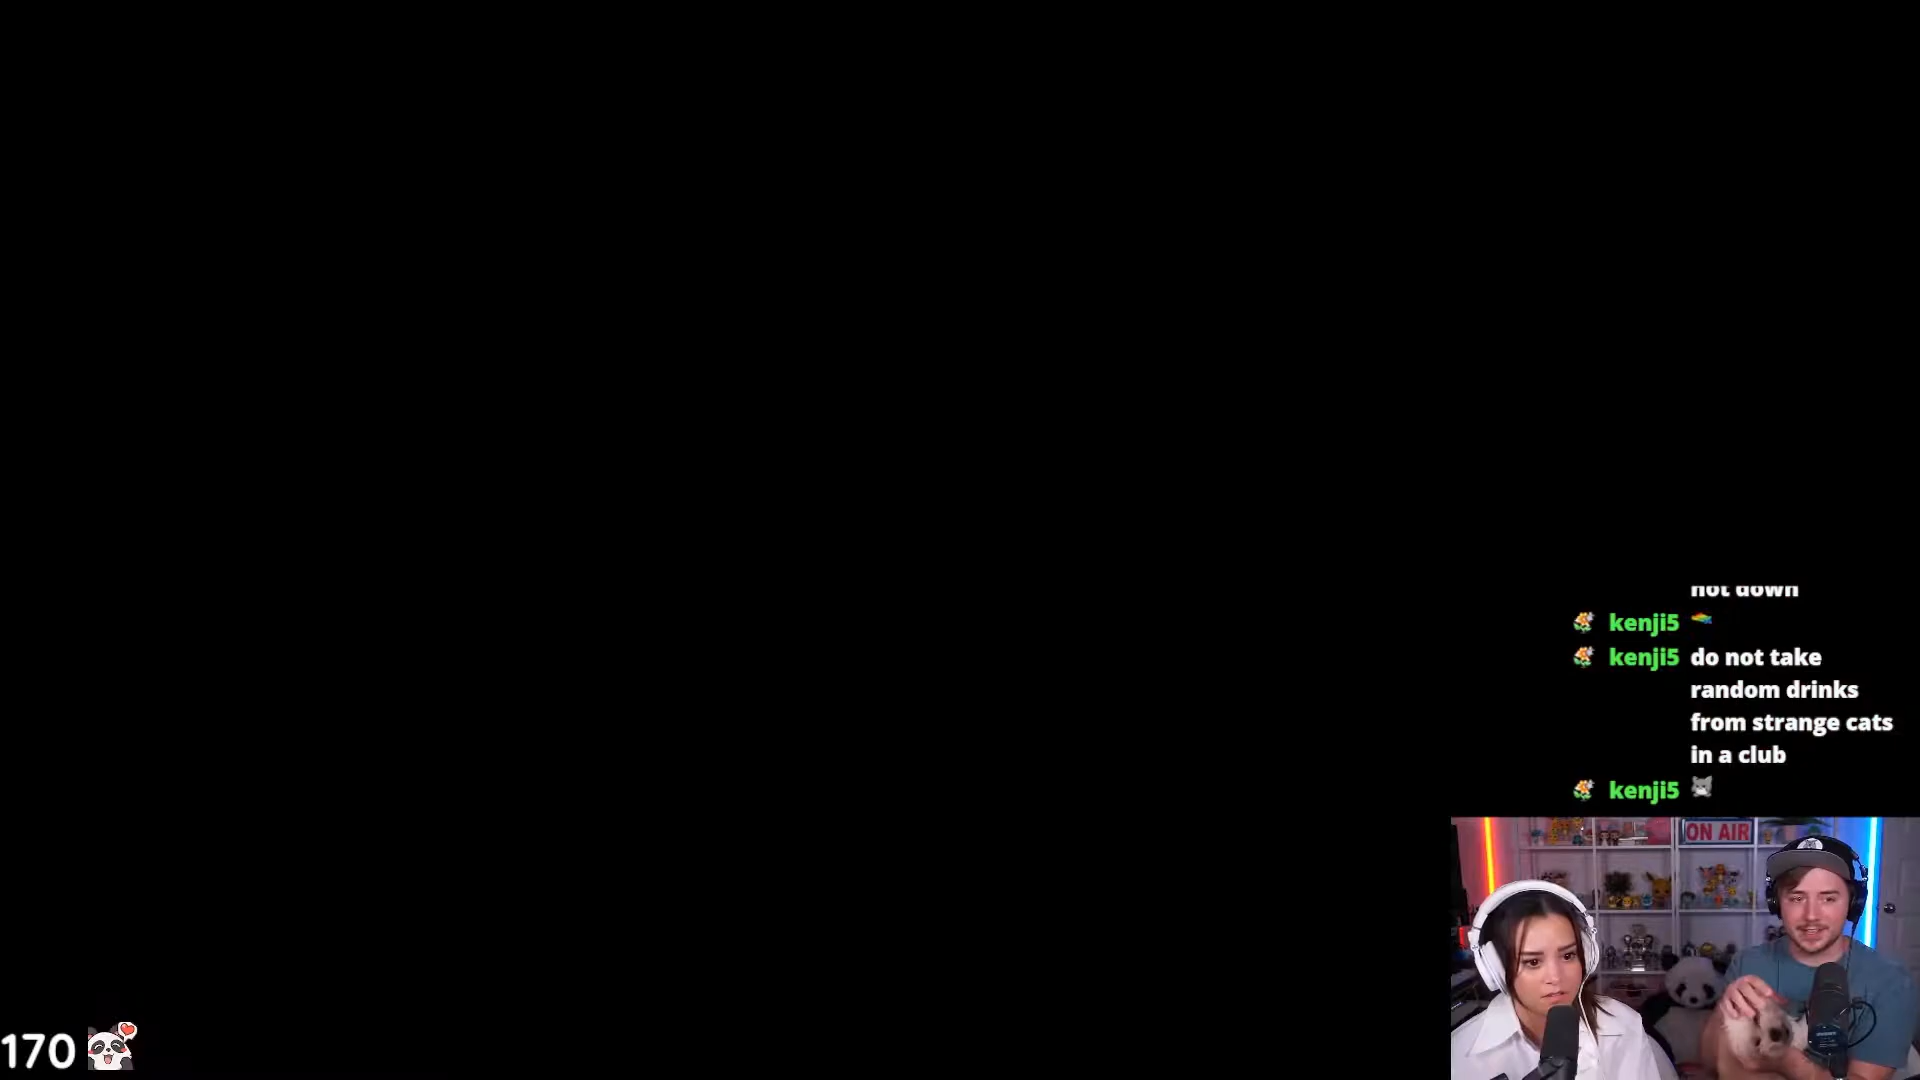 not down
kenji5
kenji5 do not take
random drinks
from strange cats
in a club
kenji5
ON AIR
170